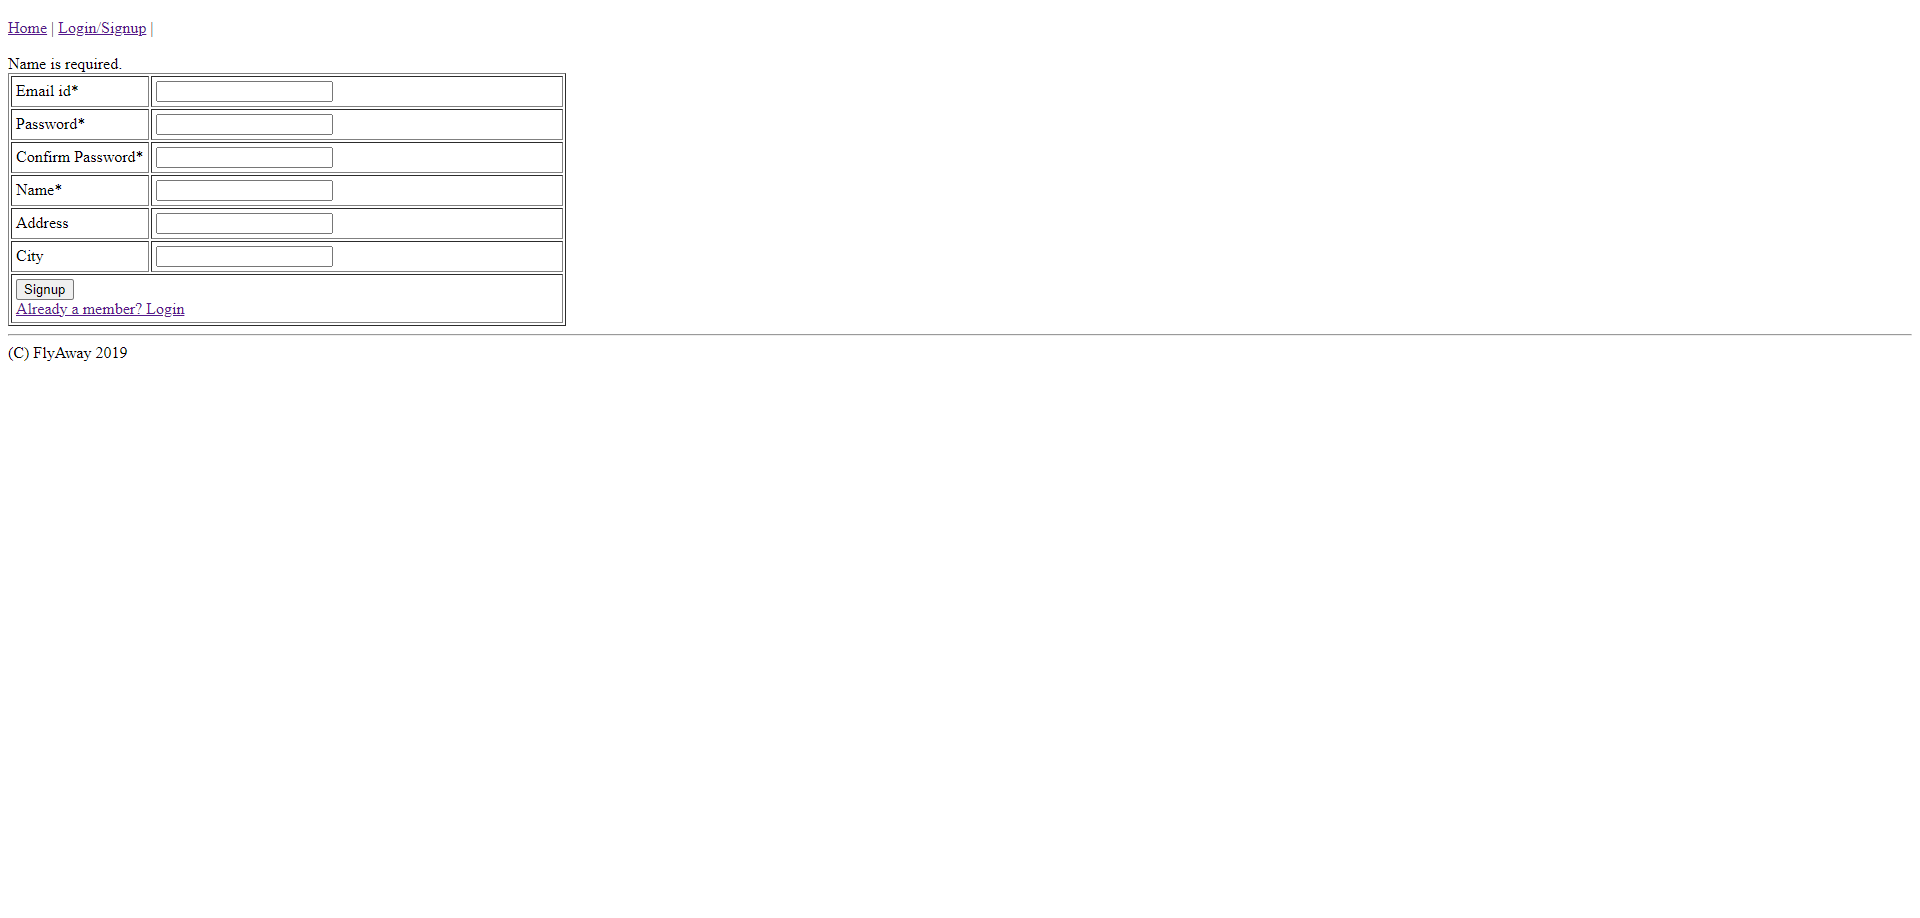 Home | Login/Signup |
Name is required.
Email id*
Password*
Confirm Password*
Name*
Address
City
Signup
Already a member? Login
(C) FlyAway 2019